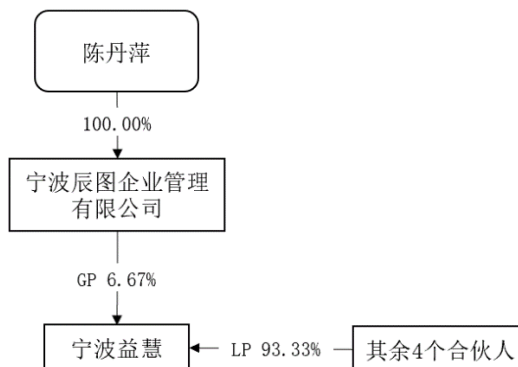 陈丹萍
100.00%
宁波辰图企业管理
有限公司
GP 6.67%
宁波益慧
LP 93.33%
其余4个合伙人